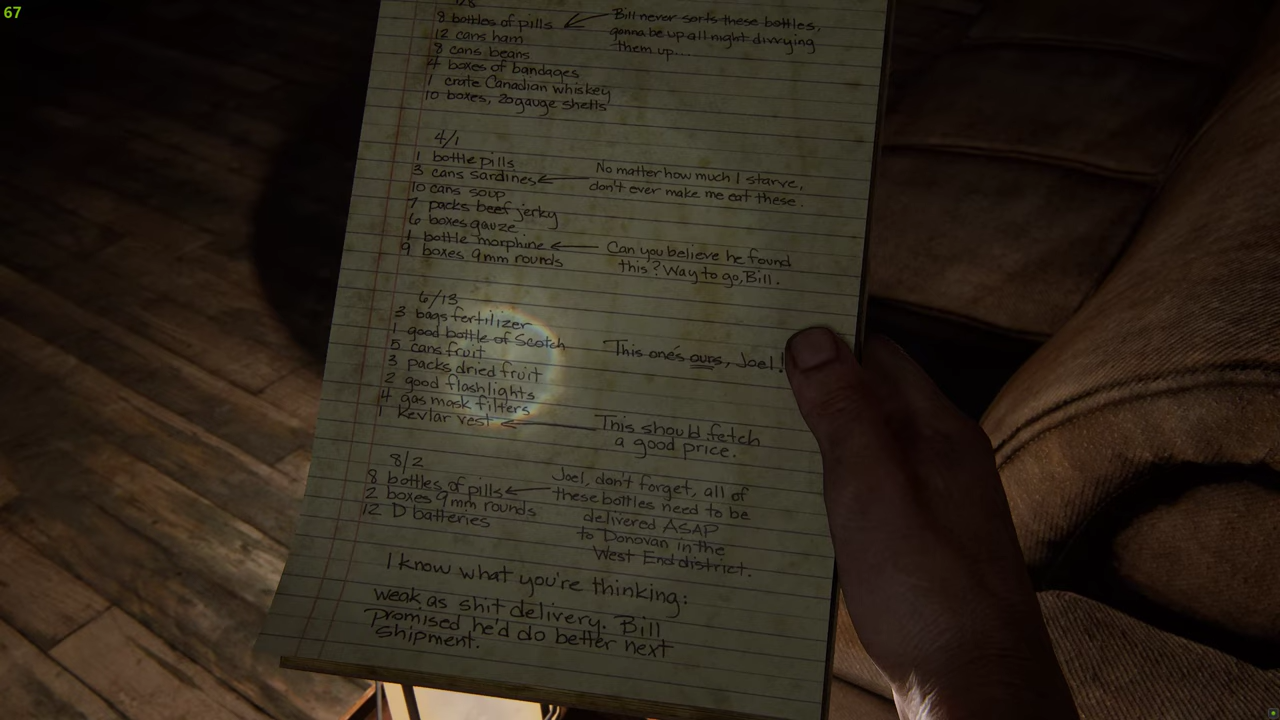 67
8 bottles of pills
Bill never sorts these bottles,
gonna be up all night divvying
them up....
12 cans ham
8 cans beans
4 boxes of bandages
1 crate Canadian whiskey
10 boxes, 20 gauge shells
4/1
1 bottle pills
3 cans sardines
No matter how much I starve,
don't ever make me eat these.
10 cans soup
7 packs beef jerky
6 boxes gauze
1 bottle morphine
Can you believe he found
this? Way to go, Bill.
9 boxes 9mm rounds
6/13
3 bags fertilizer
1 good bottle of Scotch
This one's ours, Joel!
5 cans fruit
3 packs dried fruit
2 good flashlights
4 gas mask filters
1 Kevlar vest
This should fetch
a good price.
8/2
8 bottles of pills
Joel, don't forget, all of
these bottles need to be
delivered ASAP
to Donovan in the
West End district.
2 boxes 9mm rounds
12 D batteries
I know what you're thinking:
weak as shit delivery. Bill
promised he'd do better next
shipment.